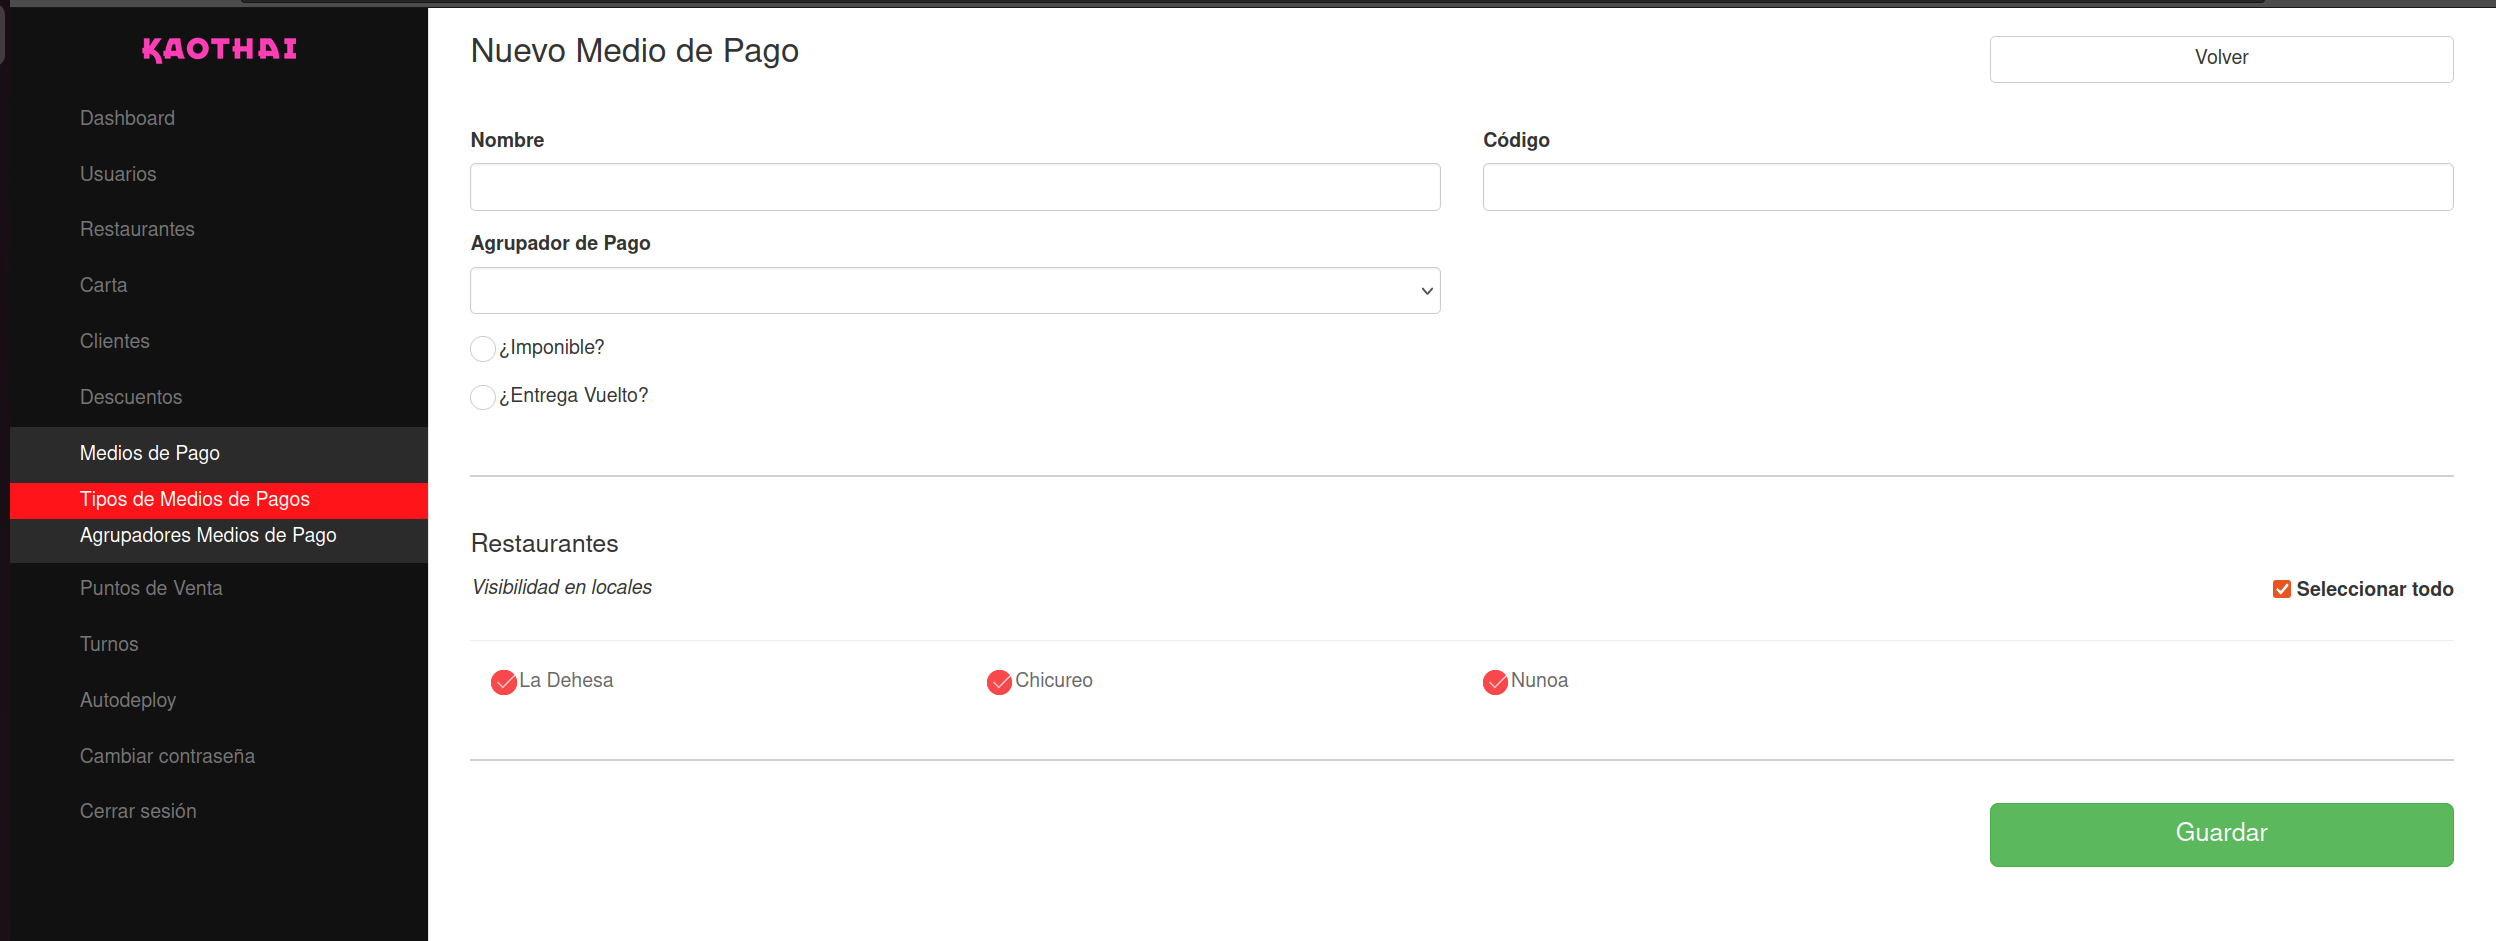 KAOTHAI
Dashboard
Usuarios
Restaurantes
Carta
Clientes
Descuentos
Medios de Pago
Tipos de Medios de Pagos
Agrupadores Medios de Pago
Puntos de Venta
Turnos
Autodeploy
Cambiar contraseña
Cerrar sesión
Nuevo Medio de Pago
Volver
Nombre
Código
Agrupador de Pago
¿Imponible?
¿Entrega Vuelto?
Restaurantes
Visibilidad en locales
Seleccionar todo
La Dehesa
Chicureo
Nunoa
Guardar